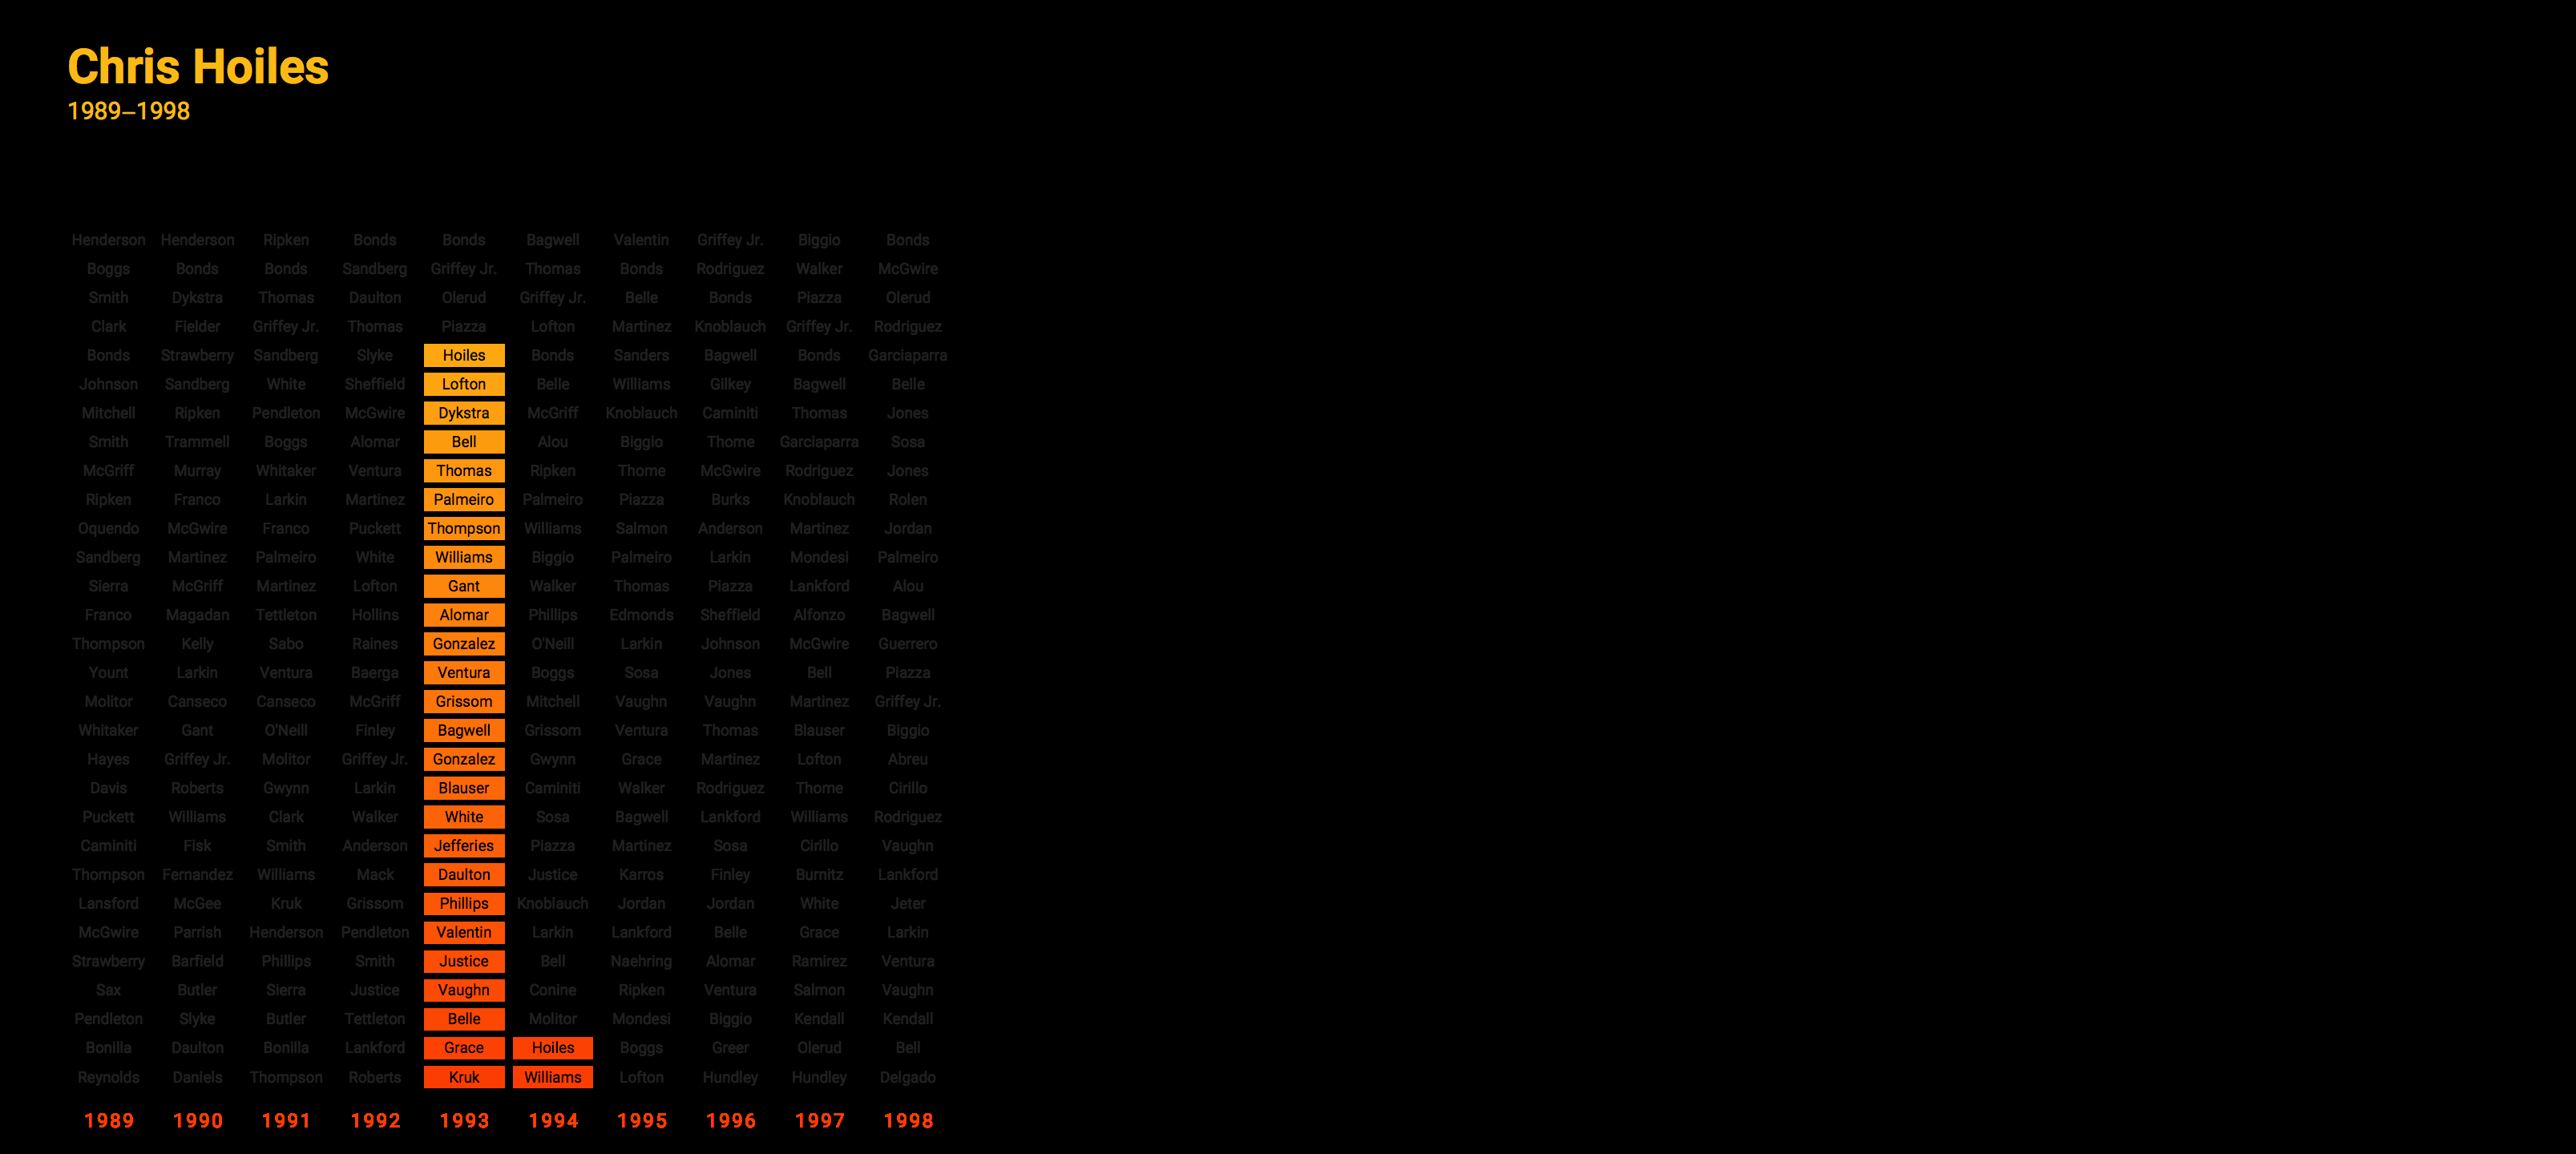 Chris Hoiles
1989–1998
Henderson Henderson Ripken Bonds Bonds Bagwell Valentin Griffey Jr. Biggio Bonds
Boggs Bonds Bonds Sandberg Griffey Jr. Thomas Bonds Rodriguez Walker McGwire
Smith Dykstra Thomas Daulton Olerud Griffey Jr. Belle Bonds Piazza Olerud
Clark Fielder Griffey Jr. Thomas Piazza Lofton Martinez Knoblauch Griffey Jr. Rodriguez
Bonds Strawberry Sandberg Slyke Hoiles Bonds Sanders Bagwell Bonds Garciaparra
Johnson Sandberg White Sheffield Lofton Belle Williams Gilkey Bagwell Belle
Mitchell Ripken Pendleton McGwire Dykstra McGriff Knoblauch Caminiti Thomas Jones
Smith Trammell Boggs Alomar Bell Alou Biggio Thome Garciaparra Sosa
McGriff Murray Whitaker Ventura Thomas Ripken Thome McGwire Rodriguez Jones
Ripken Franco Larkin Martinez Palmeiro Palmeiro Piazza Burks Knoblauch Rolen
Oquendo McGwire Franco Puckett Thompson Williams Salmon Anderson Martinez Jordan
Sandberg Martinez Palmeiro White Williams Biggio Palmeiro Larkin Mondesi Palmeiro
Sierra McGriff Martinez Lofton Gant Walker Thomas Piazza Lankford Alou
Franco Magadan Tettleton Hollins Alomar Phillips Edmonds Sheffield Alfonzo Bagwell
Thompson Kelly Sabo Raines Gonzalez O'Neill Larkin Johnson McGwire Guerrero
Yount Larkin Ventura Baerga Ventura Boggs Sosa Jones Bell Piazza
Molitor Canseco Canseco McGriff Grissom Mitchell Vaughn Vaughn Martinez Griffey Jr.
Whitaker Gant O'Neill Finley Bagwell Grissom Ventura Thomas Blauser Biggio
Hayes Griffey Jr. Molitor Griffey Jr. Gonzalez Gwynn Grace Martinez Lofton Abreu
Davis Roberts Gwynn Larkin Blauser Caminiti Walker Rodriguez Thome Cirillo
Puckett Williams Clark Walker White Sosa Bagwell Lankford Williams Rodriguez
Caminiti Fisk Smith Anderson Jefferies Piazza Martinez Sosa Cirillo Vaughn
Thompson Fernandez Williams Mack Daulton Justice Karros Finley Burnitz Lankford
Lansford McGee Kruk Grissom Phillips Knoblauch Jordan Jordan White Jeter
McGwire Parrish Henderson Pendleton Valentin Larkin Lankford Belle Grace Larkin
Strawberry Barfield Phillips Smith Justice Bell Naehring Alomar Ramirez Ventura
Sax Butler Sierra Justice Vaughn Conine Ripken Ventura Salmon Vaughn
Pendleton Slyke Butler Tettleton Belle Molitor Mondesi Biggio Kendall Kendall
Bonilla Daulton Bonilla Lankford Grace Hoiles Boggs Greer Olerud Bell
Reynolds Daniels Thompson Roberts Kruk Williams Lofton Hundley Hundley Delgado
1989 1990 1991 1992 1993 1994 1995 1996 1997 1998